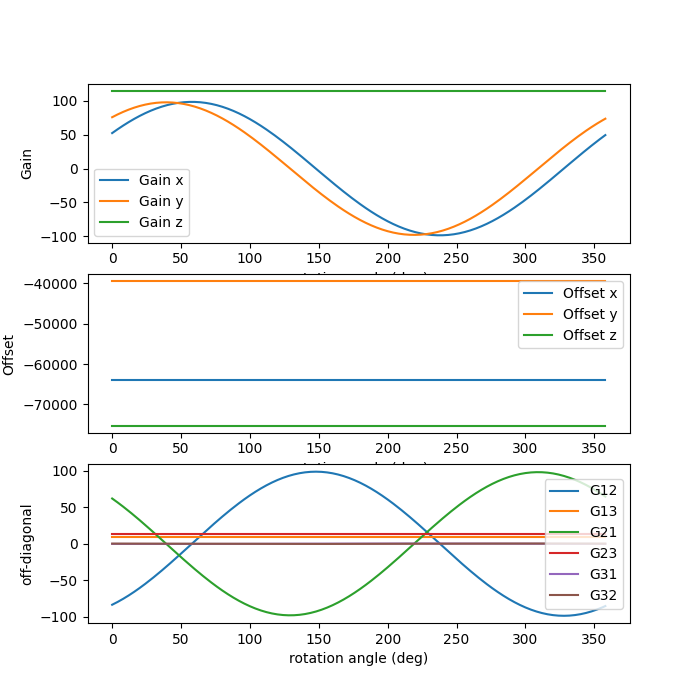 100
50
0
−50
−100
Gain
Gain x
Gain y
Gain z
0 50 100 150 200 250 300 350
rotation angle (deg)
−40000
−50000
−60000
−70000
Offset
Offset x
Offset y
Offset z
0 50 100 150 200 250 300 350
100
50
0
−50
−100
off-diagonal
G12
G13
G21
G23
G31
G32
0 50 100 150 200 250 300 350
rotation angle (deg)